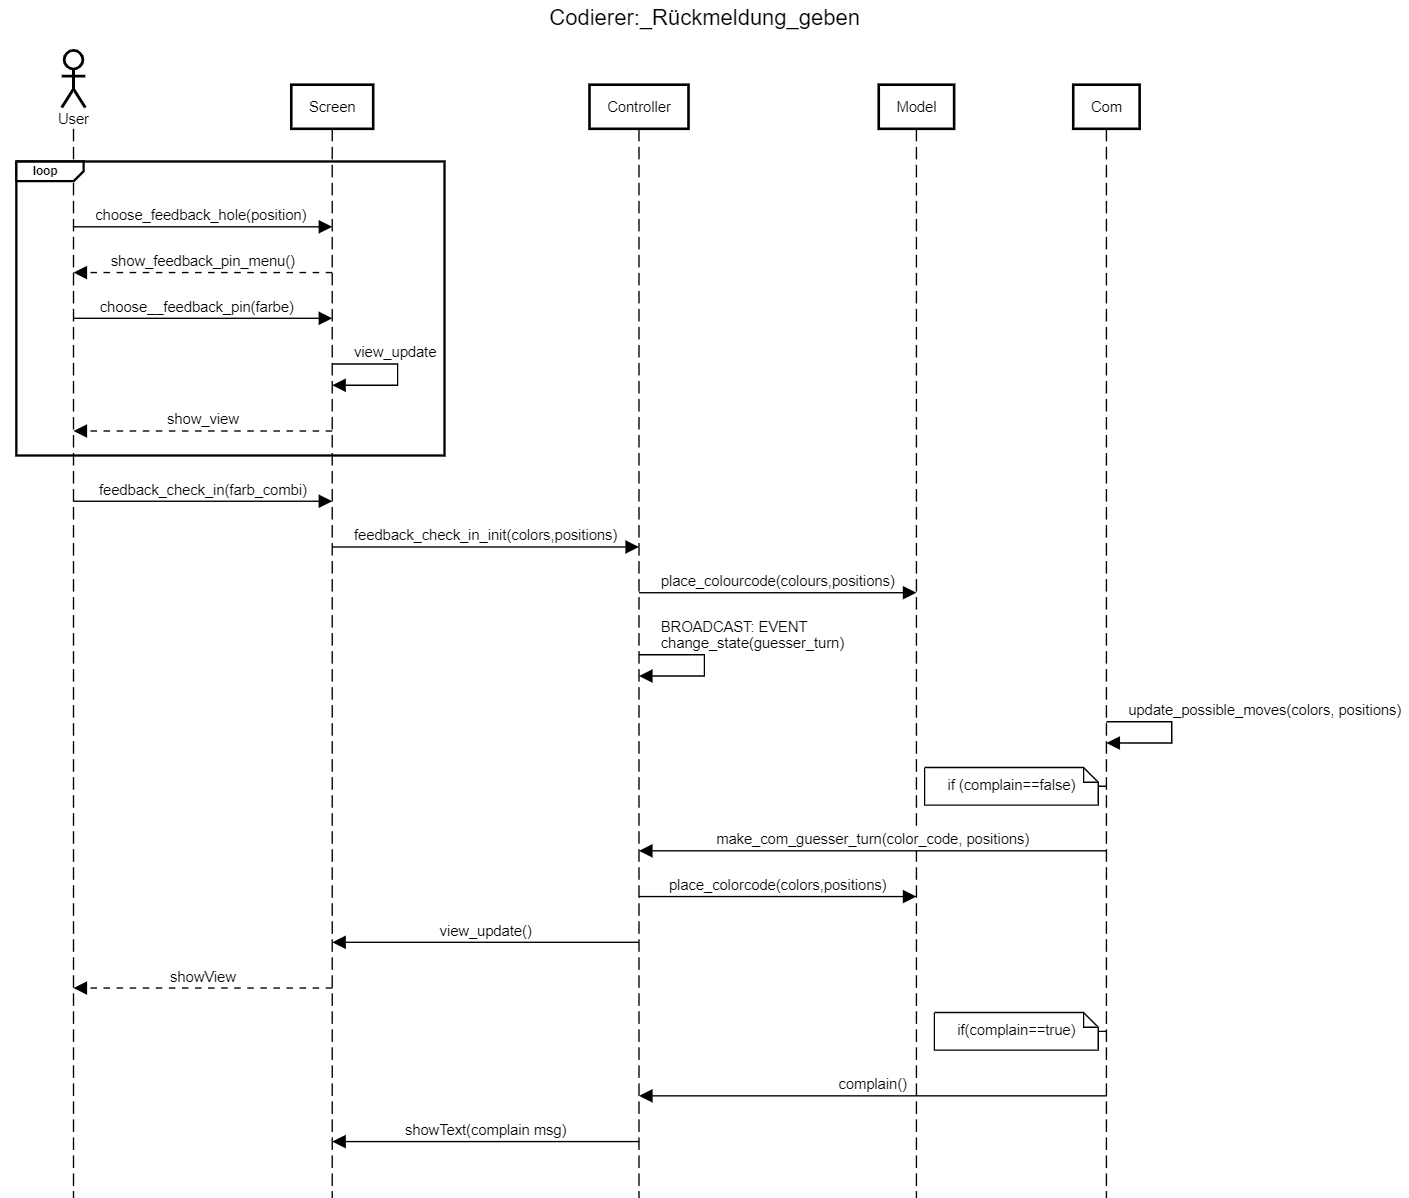 Codierer:_Rückmeldung_geben
User
Screen
Controller
Model
Com
loop
choose_feedback_hole(position)
show_feedback_pin_menu()
choose__feedback_pin(farbe)
view_update
show_view
feedback_check_in(farb_combi)
feedback_check_in_init(colors,positions)
place_colourcode(colours,positions)
BROADCAST: EVENT
change_state(guesser_turn)
update_possible_moves(colors, positions)
if (complain==false)
make_com_guesser_turn(color_code, positions)
place_colorcode(colors,positions)
view_update()
showView
if(complain==true)
complain()
showText(complain msg)